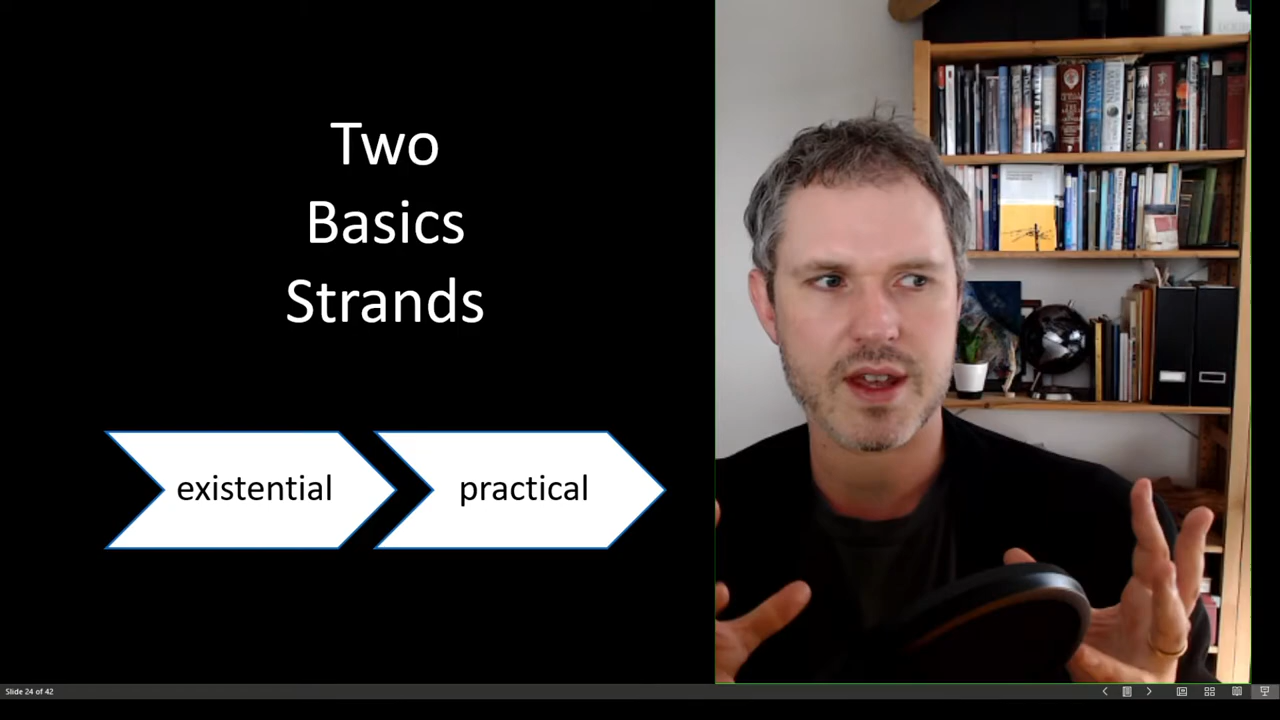 Two
Basics
Strands
existential
practical
Slide 24 of 42